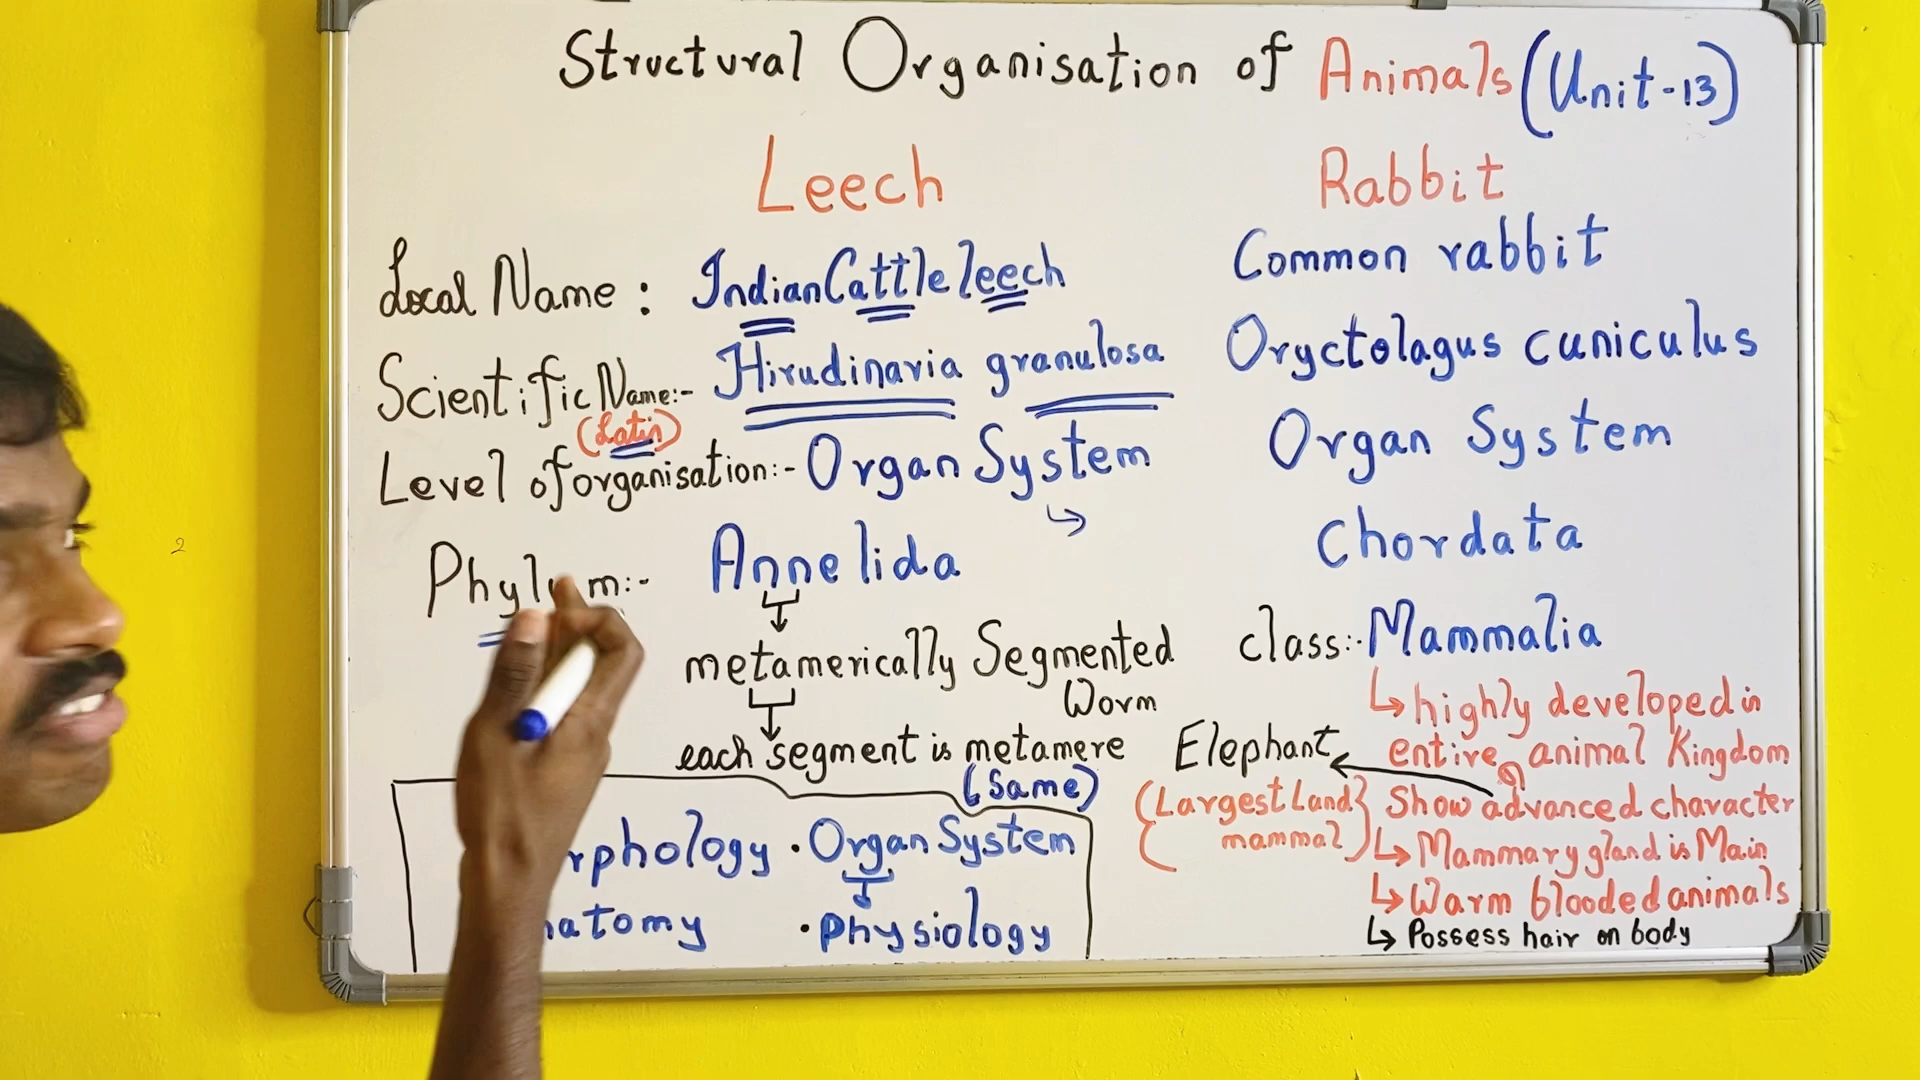 Structural Organisation of Animals (Unit-13)
Leech
Rabbit
Local Name : Indian Cattle leech
Common rabbit
Scientific Name:- Hirudinaria granulosa
Oryctolagus cuniculus
(Latin)
Level of organisation:- Organ System
Organ System
Phylum:- Annelida
Chordata
metamerically Segmented
Worm
class:- Mammalia
each segment is metamere
(Same)
↳ highly developed in
entire animal Kingdom
Elephant
(Largest Land
mammal)
Show advanced character
↳ Mammary gland is Main
↳ Warm blooded animals
↳ Possess hair on body
rphology · Organ System
natomy · Physiology
2